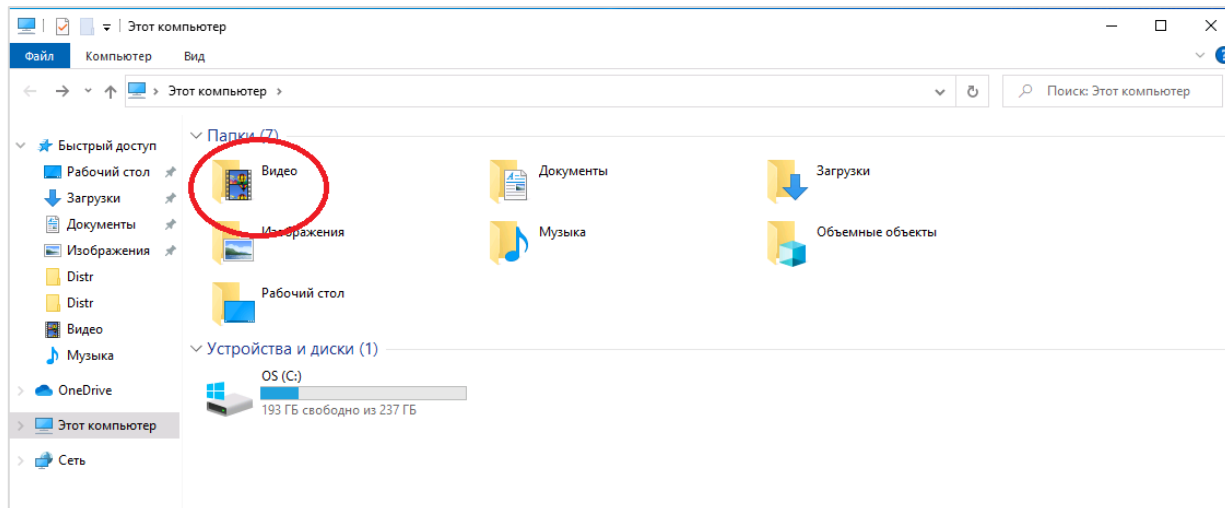 Этот компьютер
Файл Компьютер Вид
Этот компьютер
Поиск: Этот компьютер
Быстрый доступ
Рабочий стол
Загрузки
Документы
Изображения
Distr
Distr
Видео
Музыка
OneDrive
Этот компьютер
Сеть
Папки (7)
Видео
Документы
Загрузки
Изображения
Музыка
Объемные объекты
Рабочий стол
Устройства и диски (1)
OS (C:)
193 ГБ свободно из 237 ГБ